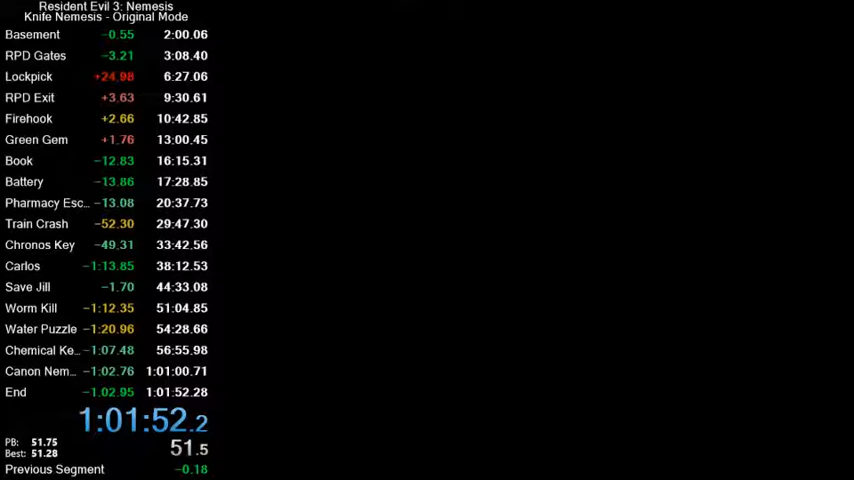 Resident Evil 3: Nemesis
Knife Nemesis - Original Mode
Basement -0.55 2:00.06
RPD Gates -3.21 3:08.40
Lockpick +24.98 6:27.06
RPD Exit +3.63 9:30.61
Firehook +2.66 10:42.85
Green Gem +1.76 13:00.45
Book -12.83 16:15.31
Battery -13.86 17:28.85
Pharmacy Esc... -13.08 20:37.73
Train Crash -52.30 29:47.30
Chronos Key -49.31 33:42.56
Carlos -1:13.85 38:12.53
Save Jill -1.70 44:33.08
Worm Kill -1:12.35 51:04.85
Water Puzzle -1:20.96 54:28.66
Chemical Ke... -1:07.48 56:55.98
Canon Nem... -1:02.76 1:01:00.71
End -1:02.95 1:01:52.28
1:01:52.2
PB: 51.75
Best: 51.28
51.5
Previous Segment -0.18